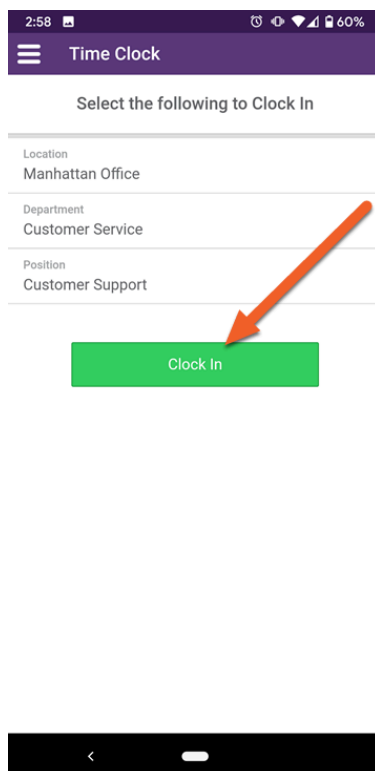 2:58 60%
Time Clock
Select the following to Clock In
Location
Manhattan Office
Department
Customer Service
Position
Customer Support
Clock In